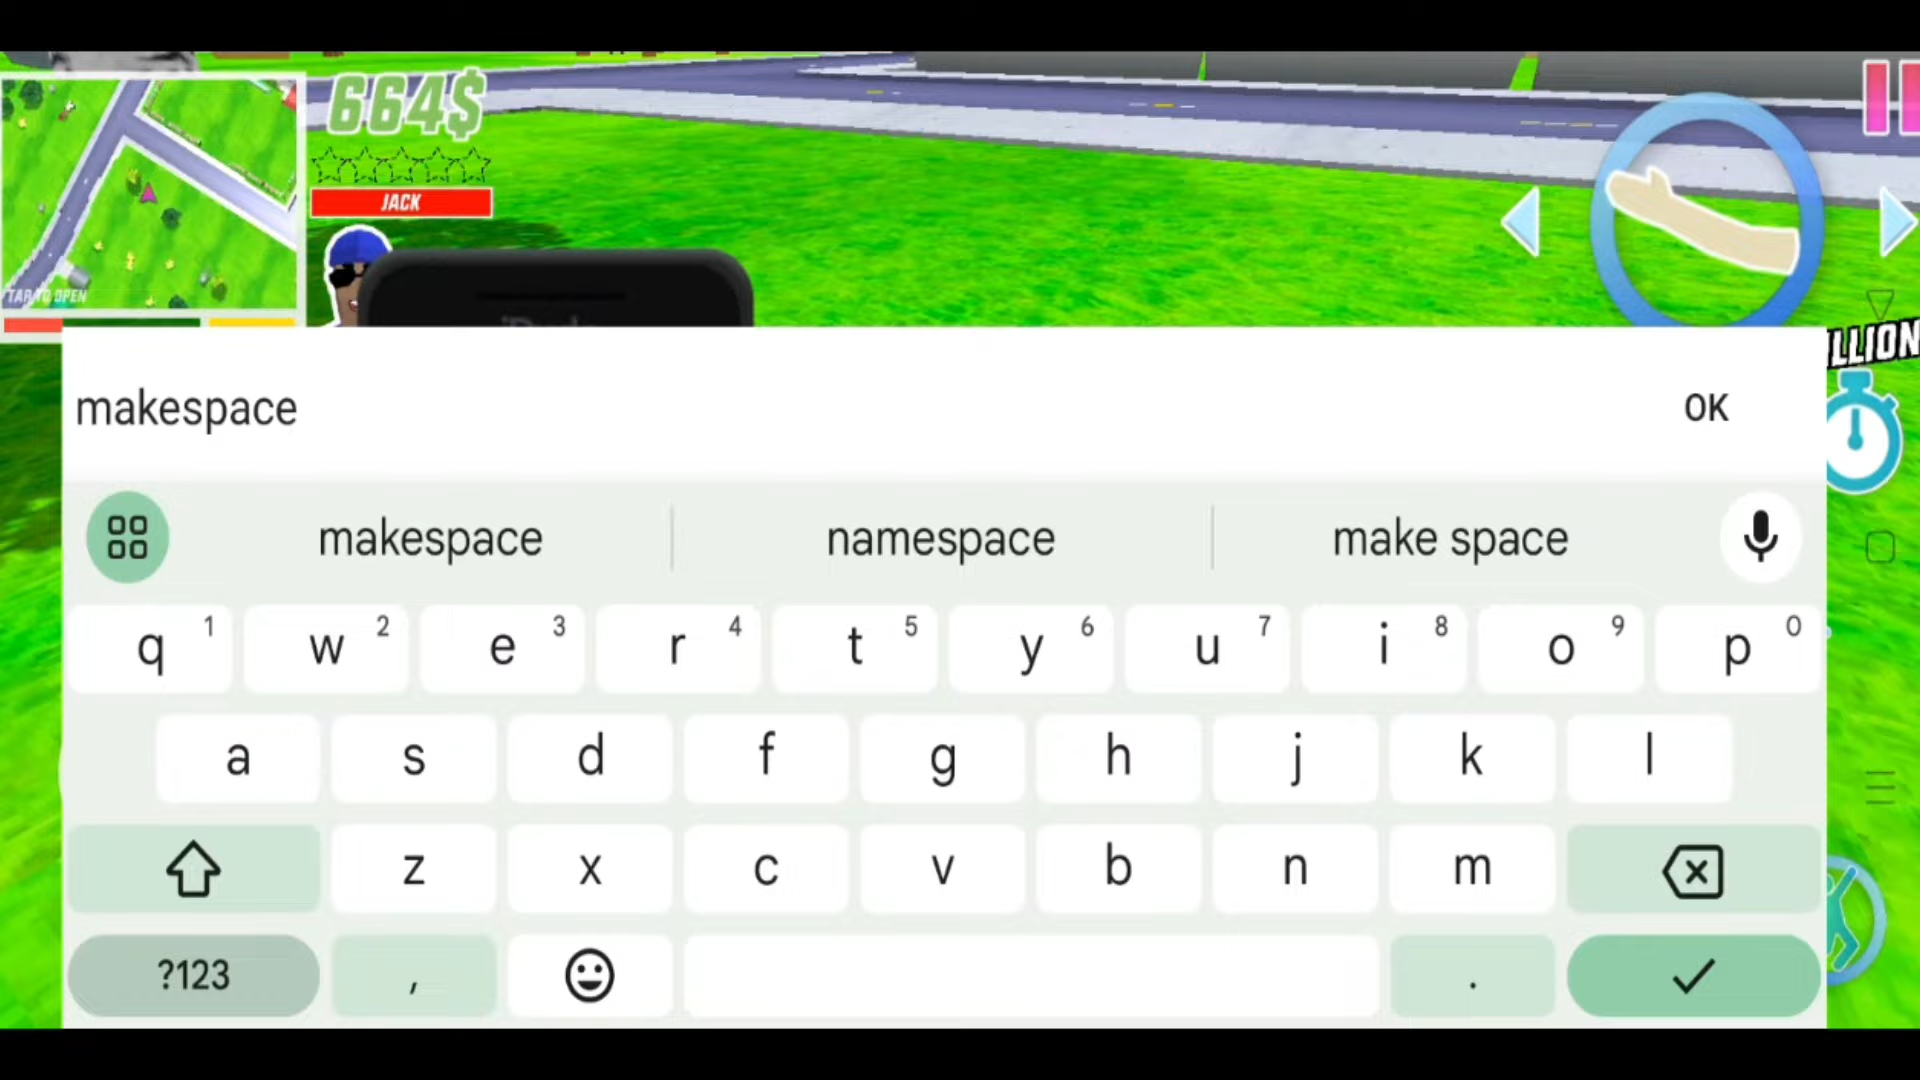 664$
JACK
TAP TO OPEN
LLION
makespace
OK
makespace namespace make space
q 1 w 2 e 3 r 4 t 5 y 6 u 7 i 8 o 9 p 0
a s d f g h j k l
z x c v b n m
?123 , .